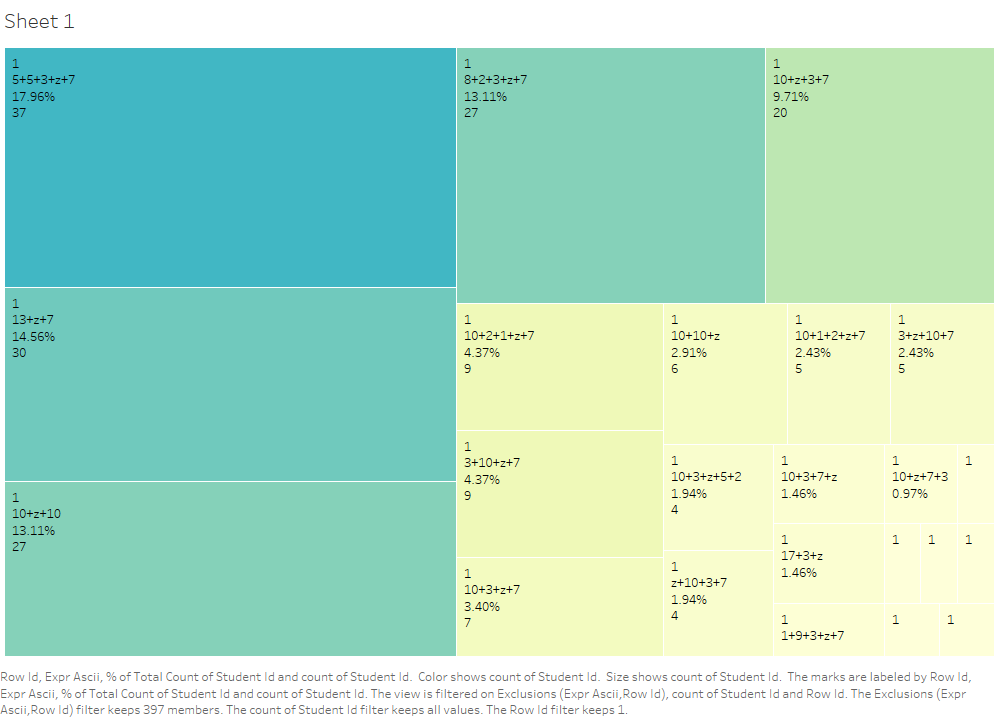 Sheet 1
1
5+5+3+z+7
17.96%
37
1
13+z+7
14.56%
30
1
10+z+10
13.11%
27
1
8+2+3+z+7
13.11%
27
1
10+z+3+7
9.71%
20
1
10+2+1+z+7
4.37%
9
1
3+10+z+7
4.37%
9
1
10+3+z+7
3.40%
7
1
10+10+z
2.91%
6
1
10+1+2+z+7
2.43%
5
1
3+z+10+7
2.43%
5
1
10+3+z+5+2
1.94%
4
1
z+10+3+7
1.94%
4
1
10+3+7+z
1.46%
1
17+3+z
1.46%
1
1+9+3+z+7
1
10+z+7+3
0.97%
1
1
1
1
1
1
Row Id, Expr Ascii, % of Total Count of Student Id and count of Student Id.  Color shows count of Student Id.  Size shows count of Student Id.  The marks are labeled by Row Id,
Expr Ascii, % of Total Count of Student Id and count of Student Id. The view is filtered on Exclusions (Expr Ascii,Row Id), count of Student Id and Row Id. The Exclusions (Expr
Ascii,Row Id) filter keeps 397 members. The count of Student Id filter keeps all values. The Row Id filter keeps 1.